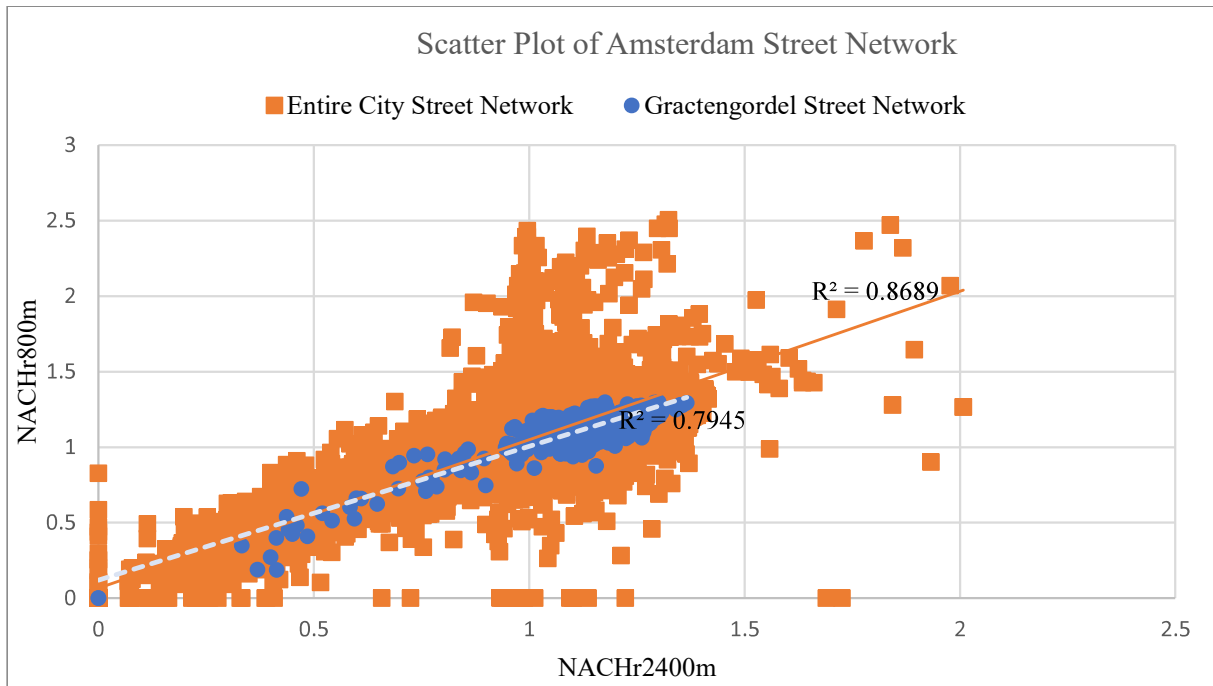 Scatter Plot of Amsterdam Street Network
Entire City Street Network
Gractengordel Street Network
3
2.5
2
1.5
1
0.5
0
NACHr800m
R² = 0.8689
R² = 0.7945
0
0.5
1
1.5
2
2.5
NACHr2400m